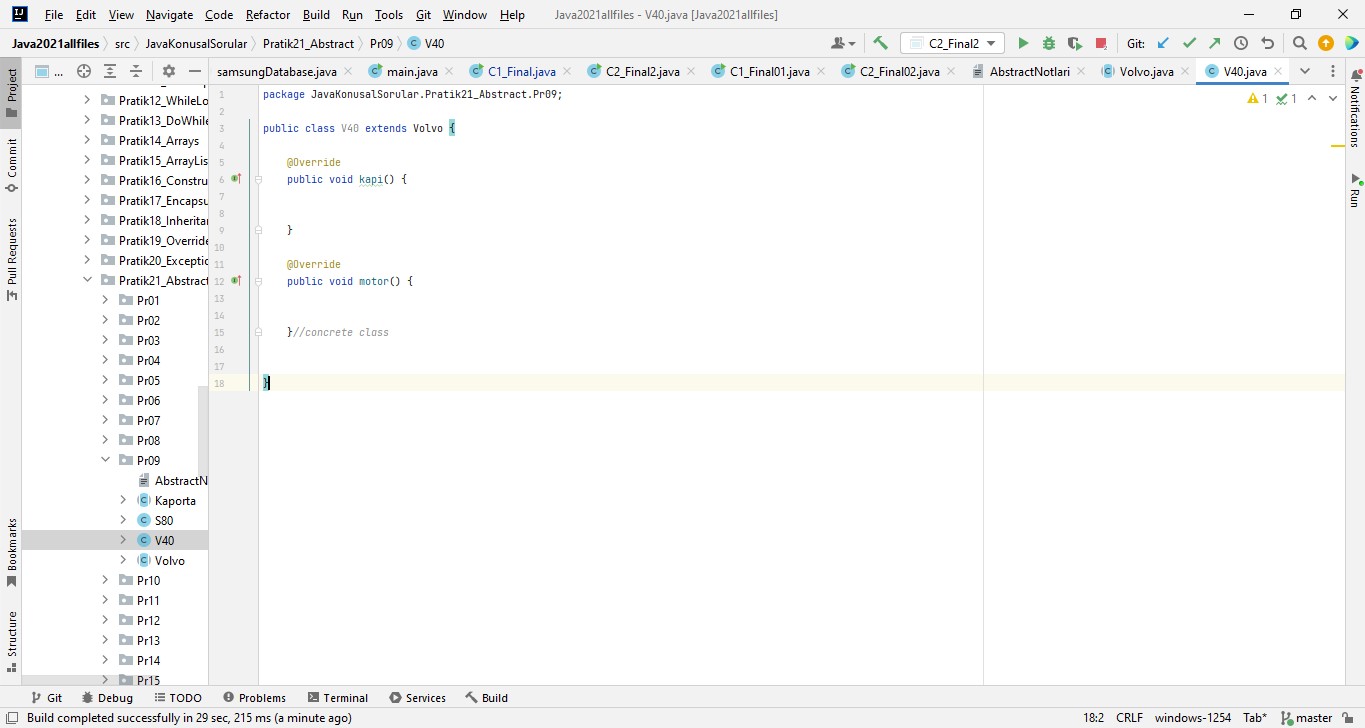 File Edit View Navigate Code Refactor Build Run Tools Git Window Help Java2021allfiles - V40.java [Java2021allfiles]
Java2021allfiles src JavaKonusalSorular Pratik21_Abstract Pr09 V40 C2_Final2 Git:
... samsungDatabase.java main.java C1_Final.java C2_Final2.java C1_Final01.java C2_Final02.java AbstractNotlari Volvo.java V40.java
Project
Commit
Pull Requests
Bookmarks
Structure
Pratik12_WhileLo
Pratik13_DoWhile
Pratik14_Arrays
Pratik15_ArrayLis
Pratik16_Constru
Pratik17_Encapsu
Pratik18_Inheritar
Pratik19_Override
Pratik20_Exceptic
Pratik21_Abstract
Pr01
Pr02
Pr03
Pr04
Pr05
Pr06
Pr07
Pr08
Pr09
AbstractN
Kaporta
S80
V40
Volvo
Pr10
Pr11
Pr12
Pr13
Pr14
Pr15
1 package JavaKonusalSorular.Pratik21_Abstract.Pr09;
2
3 public class V40 extends Volvo {
4
5 @Override
6 public void kapi() {
7
8
9 }
10
11 @Override
12 public void motor() {
13
14
15 }//concrete class
16
17
18 }
1 1
Notifications
Run
Git Debug TODO Problems Terminal Services Build
Build completed successfully in 29 sec, 215 ms (a minute ago) 18:2 CRLF windows-1254 Tab* master